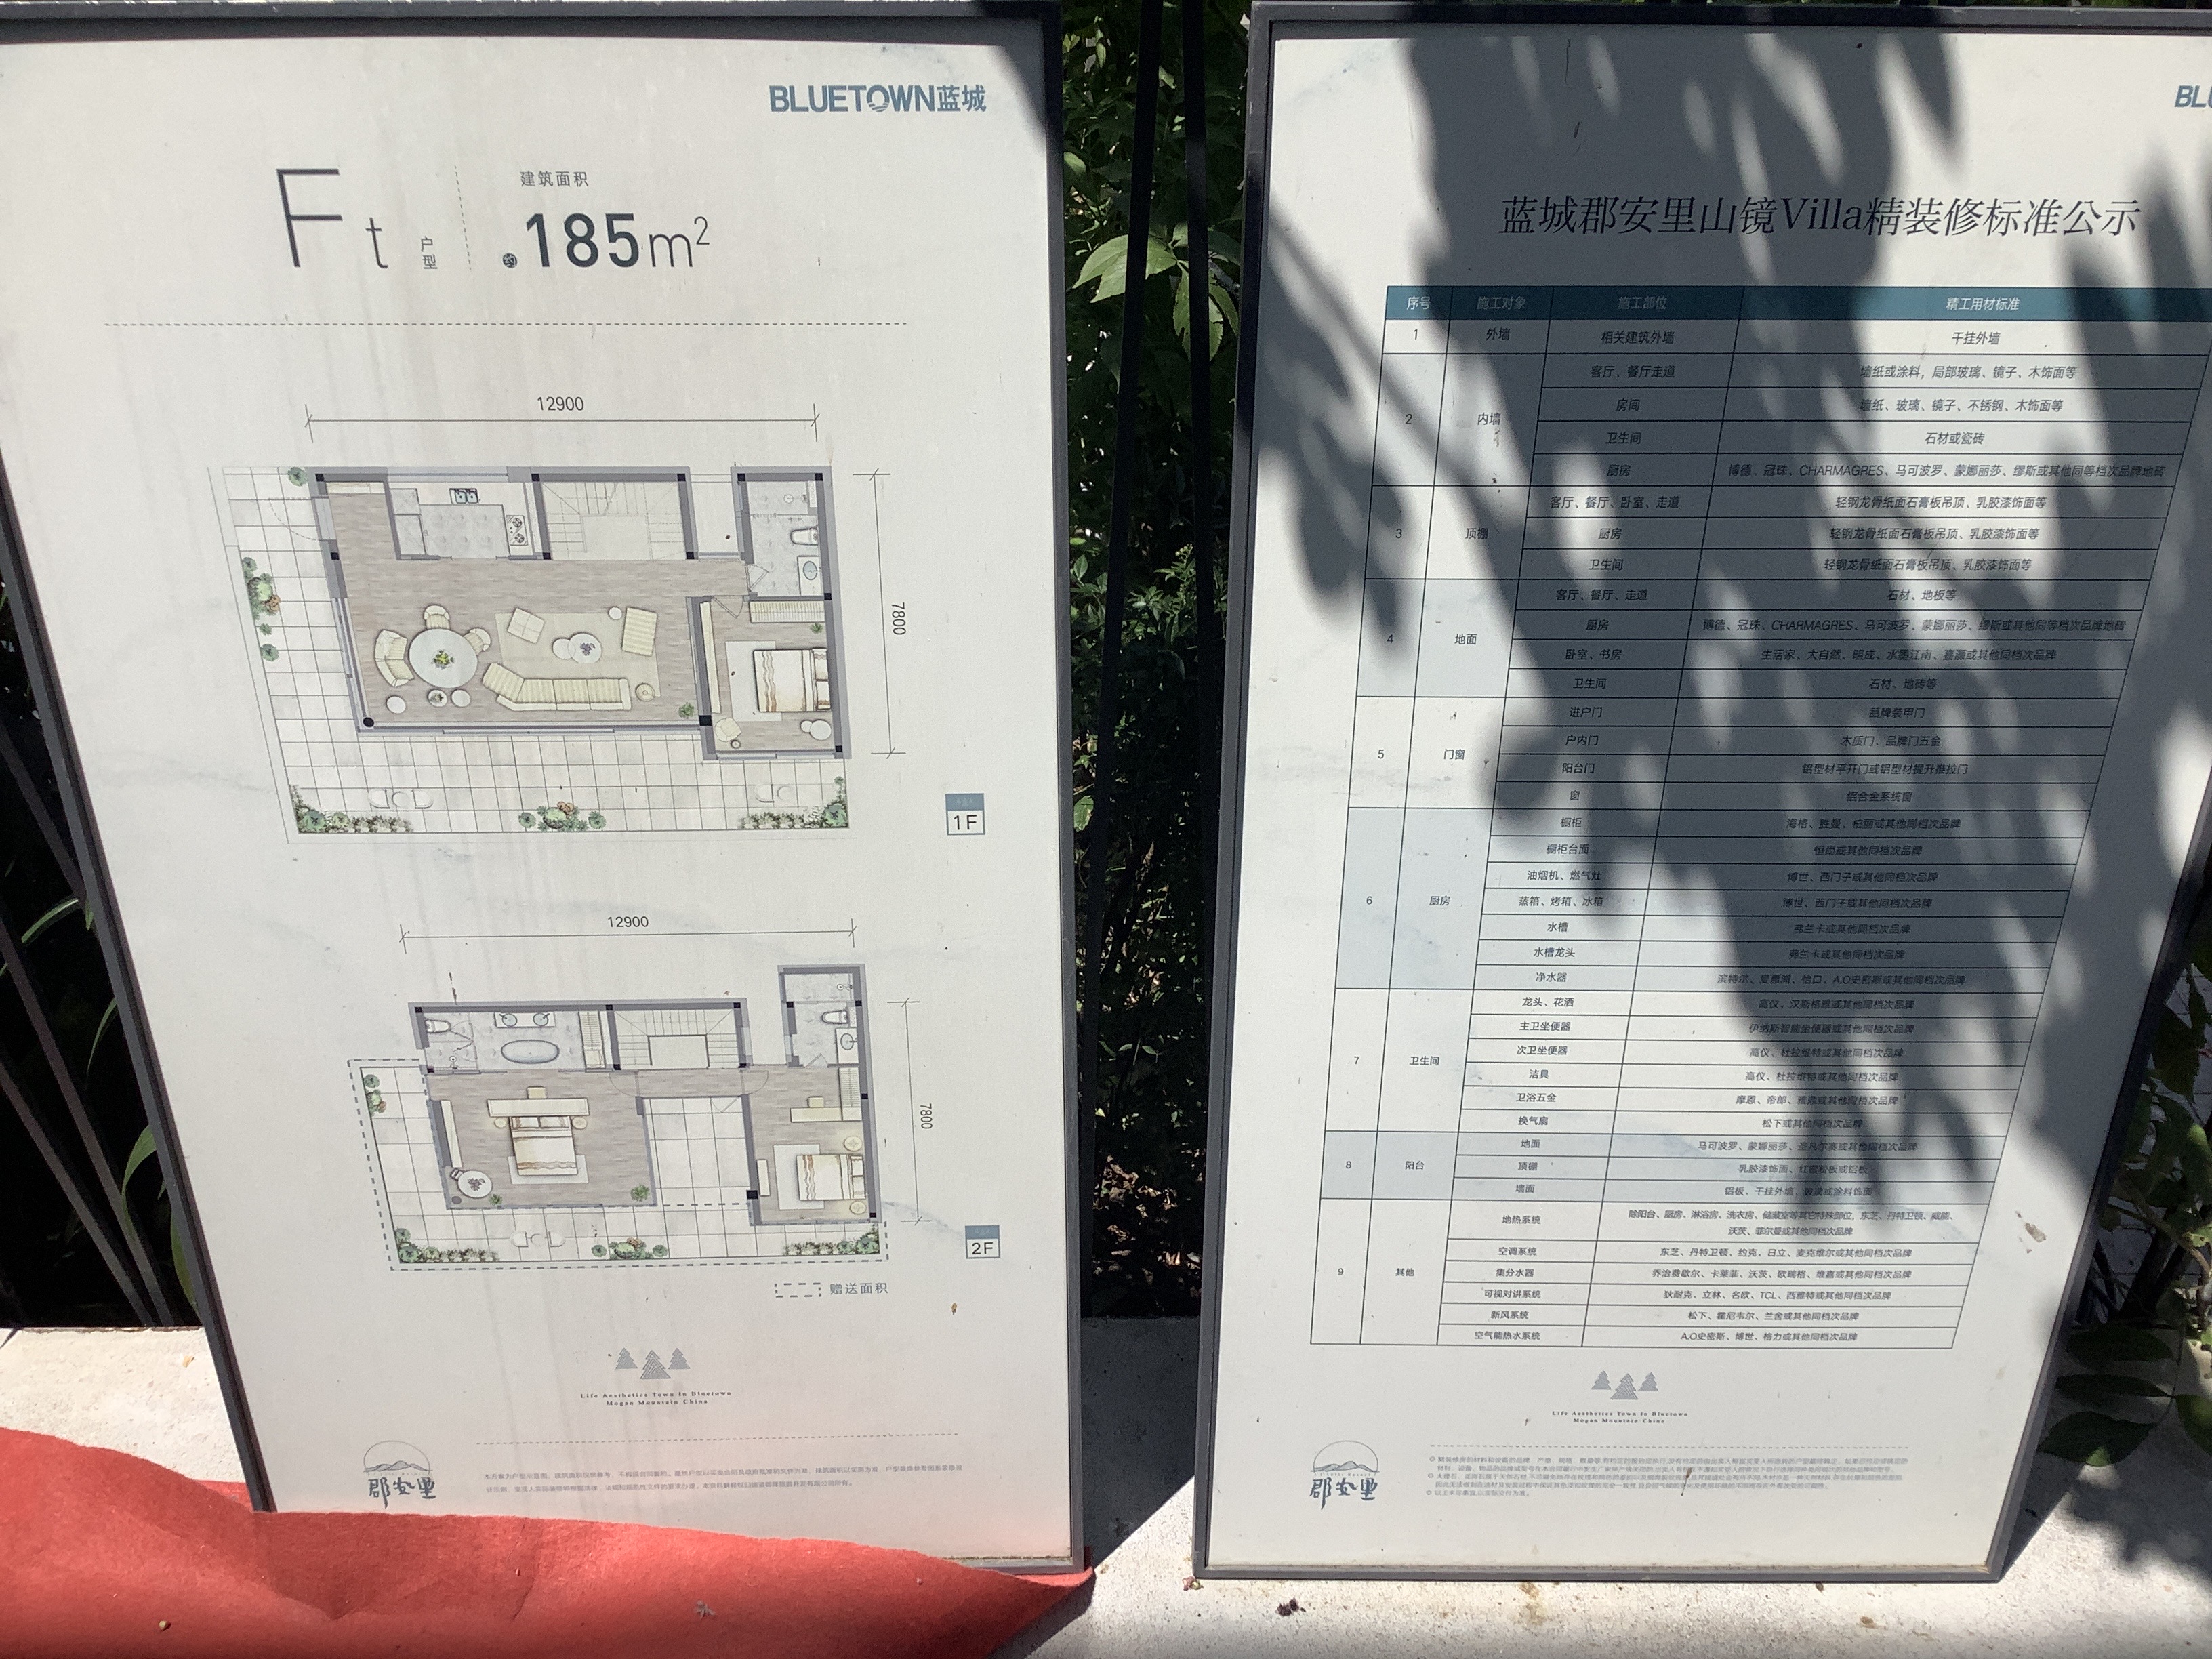 BLUETOWN蓝城
F t 户型
建筑面积
约185m²
12900
7800
1F
12900
7800
2F
赠送面积
Life Aesthetics Town In Bluetown
Mogan Mountain China
郡安里
蓝城郡安里山镜Villa精装修标准公示
序号 施工对象 施工部位 精工用材标准
1 外墙 相关建筑外墙 干挂外墙
2 内墙 客厅、餐厅走道 墙纸或涂料，局部玻璃、镜子、木饰面等
房间 墙纸、玻璃、镜子、不锈钢、木饰面等
卫生间 石材或瓷砖
厨房 博德、冠珠、CHARMAGRES、马可波罗、蒙娜丽莎、缪斯或其他同等档次品牌地砖
3 顶棚 客厅、餐厅、卧室、走道 轻钢龙骨纸面石膏板吊顶、乳胶漆饰面等
厨房 轻钢龙骨纸面石膏板吊顶、乳胶漆饰面等
卫生间 轻钢龙骨纸面石膏板吊顶、乳胶漆饰面等
4 地面 客厅、餐厅、走道 石材、地板等
厨房 博德、冠珠、CHARMAGRES、马可波罗、蒙娜丽莎、缪斯或其他同等档次品牌地砖
卧室、书房 生活家、大自然、明成、水墨江南、嘉源或其他同档次品牌
卫生间 石材、地砖等
5 门窗 进户门 品牌装甲门
户内门 木质门、品牌门五金
阳台门 铝型材平开门或铝型材提升推拉门
窗 铝合金系统窗
6 厨房 橱柜 海格、胜曼、柏丽或其他同档次品牌
橱柜台面 恒尚或其他同档次品牌
油烟机、燃气灶 博世、西门子或其他同档次品牌
蒸箱、烤箱、冰箱 博世、西门子或其他同档次品牌
水槽 弗兰卡或其他同档次品牌
水槽龙头 弗兰卡或其他同档次品牌
净水器 滨特尔、爱惠浦、怡口、A.O史密斯或其他同档次品牌
7 卫生间 龙头、花洒 高仪、汉斯格雅或其他同档次品牌
主卫坐便器 伊纳斯智能坐便器或其他同档次品牌
次卫坐便器 高仪、杜拉维特或其他同档次品牌
洁具 高仪、杜拉维特或其他同档次品牌
卫浴五金 摩恩、帝郎、雅鼎或其他同档次品牌
换气扇 松下或其他同档次品牌
8 阳台 地面 马可波罗、蒙娜丽莎、圣凡尔赛或其他同档次品牌
顶棚 乳胶漆饰面、红雪松板或铝板
墙面 铝板、干挂外墙、玻璃或涂料饰面
9 其他 地热系统 除阳台、厨房、淋浴房、洗衣房、储藏室等其它特殊部位，东芝、丹特卫顿、威能、
沃茨、菲尔曼或其他同档次品牌
空调系统 东芝、丹特卫顿、约克、日立、麦克维尔或其他同档次品牌
集分水器 乔治费歇尔、卡莱菲、沃茨、欧瑞格、维嘉或其他同档次品牌
可视对讲系统 狄耐克、立林、名欧、TCL、西雅特或其他同档次品牌
新风系统 松下、霍尼韦尔、兰舍或其他同档次品牌
空气能热水系统 A.O史密斯、博世、格力或其他同档次品牌
Life Aesthetics Town In Bluetown
Mogan Mountain China
郡安里